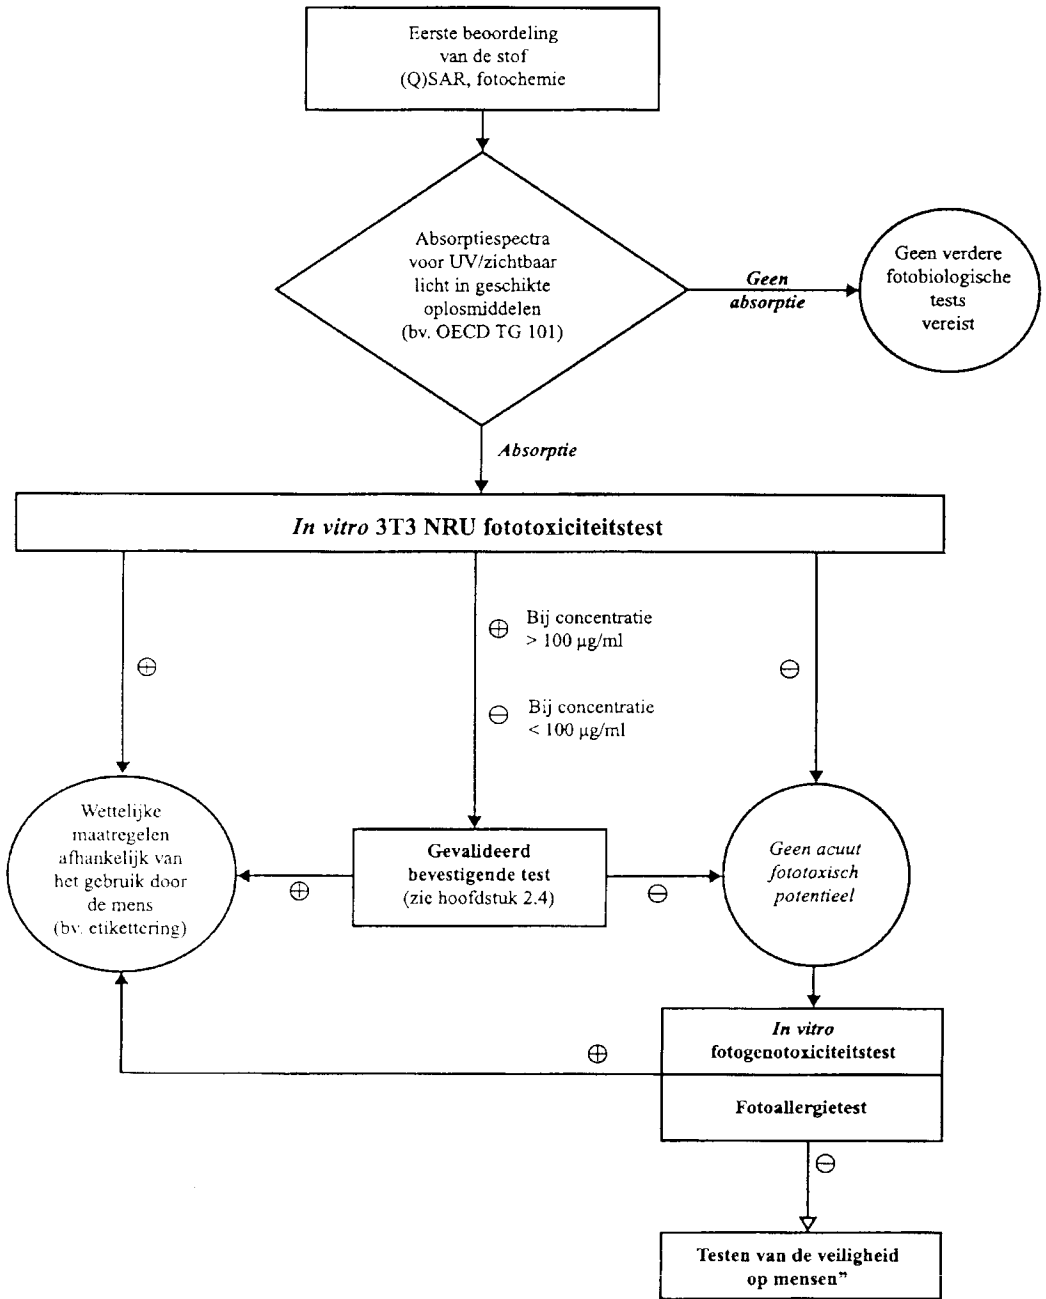 Eerste beoordeling
van de stof
(Q)SAR, fotochemie
Absorptiespectra
voor UV/zichtbaar
licht in geschikte
oplosmiddelen
(bv. OECD TG 101)
Geen
absorptie
Geen verdere
fotobiologische
tests
vereist
Absorptie
In vitro 3T3 NRU fototoxiciteitstest
⊕
⊕ Bij concentratie
> 100 µg/ml
⊖
⊖ Bij concentratie
< 100 µg/ml
Wettelijke
maatregelen
afhankelijk van
het gebruik door
de mens
(bv. etikettering)
⊕
Gevalideerd
bevestigende test
(zie hoofdstuk 2.4)
⊖
Geen acuut
fototoxisch
potentieel
⊕
In vitro
fotogenotoxiciteitstest
Fotoallergietest
⊖
Testen van de veiligheid
op mensen”